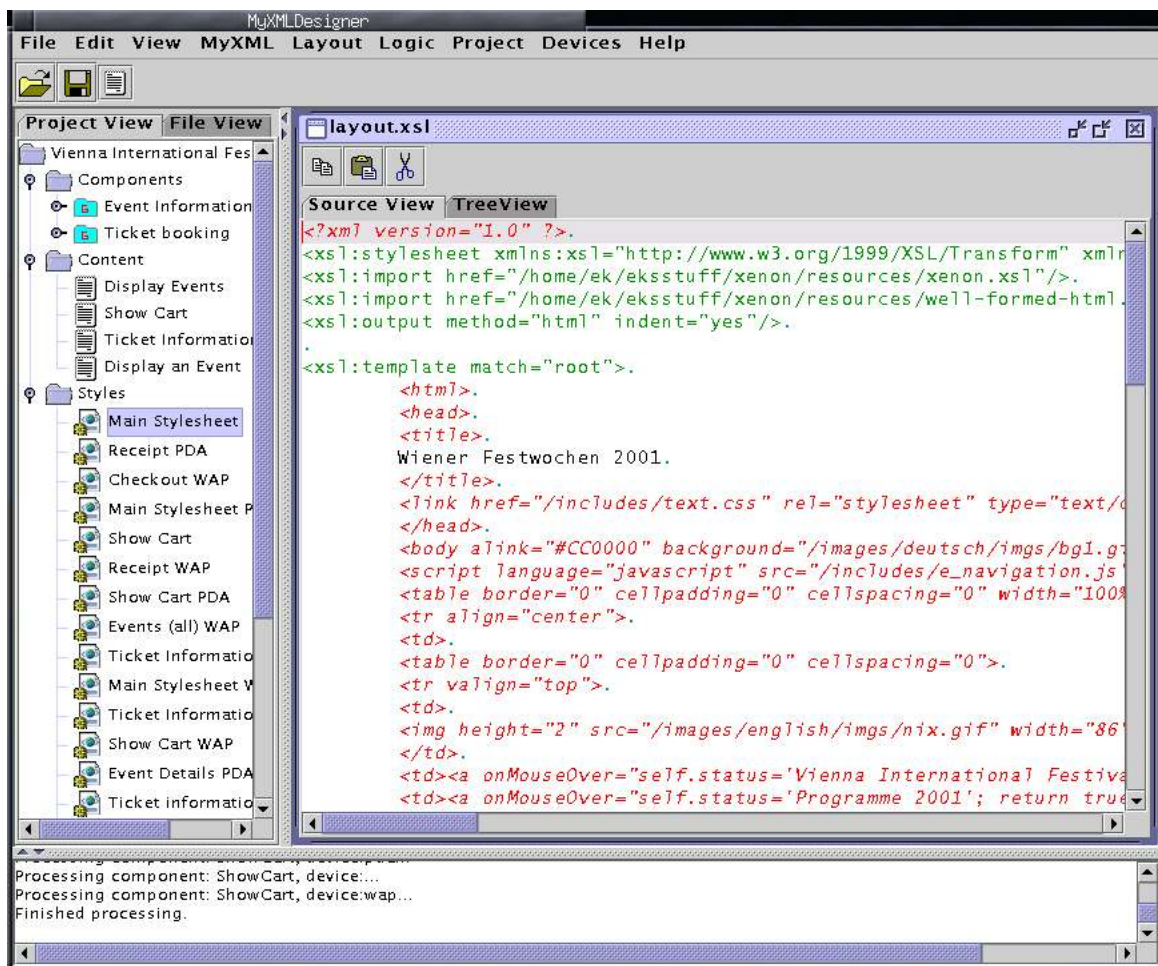 MyXMLDesigner
File Edit View MyXML Layout Logic Project Devices Help
Project View File View
Vienna International Fes
Components
Event Information
Ticket booking
Content
Display Events
Show Cart
Ticket Information
Display an Event
Styles
Main Stylesheet
Receipt PDA
Checkout WAP
Main Stylesheet P
Show Cart
Receipt WAP
Show Cart PDA
Events (all) WAP
Ticket Informatio
Main Stylesheet W
Ticket Informatio
Show Cart WAP
Event Details PDA
Ticket informatio
layout.xsl
Source View TreeView
<?xml version="1.0" ?>.
<xsl:stylesheet xmlns:xsl="http://www.w3.org/1999/XSL/Transform" xmlr
<xsl:import href="/home/ek/eksstuff/xenon/resources/xenon.xsl"/>.
<xsl:import href="/home/ek/eksstuff/xenon/resources/well-formed-html.
<xsl:output method="html" indent="yes"/>.
.
<xsl:template match="root">.
<html>.
<head>.
<title>.
Wiener Festwochen 2001.
</title>.
<link href="/includes/text.css" rel="stylesheet" type="text/c
</head>.
<body alink="#CC0000" background="/images/deutsch/imgs/bg1.gi
<script language="javascript" src="/includes/e_navigation.js"
<table border="0" cellpadding="0" cellspacing="0" width="100%
<tr align="center">.
<td>.
<table border="0" cellpadding="0" cellspacing="0">.
<tr valign="top">.
<td>.
<img height="2" src="/images/english/imgs/nix.gif" width="86"
</td>.
<td><a onMouseOver="self.status='Vienna International Festiva
<td><a onMouseOver="self.status='Programme 2001'; return true
Processing component: ShowCart, device:...
Processing component: ShowCart, device:wap...
Finished processing.